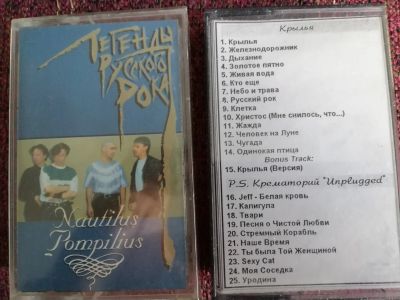 ЛЕГЕНДЫ
РУССКОГО
РОКА
Nautilus
Pompilius
Крылья
1. Крылья
2. Железнодорожник
3. Дыхание
4. Золотое пятно
5. Живая вода
6. Кто еще
7. Небо и трава
8. Русский рок
9. Клетка
10. Христос (Мне снилось, что...)
11. Жажда
12. Человек на Луне
13. Чугада
14. Одинокая птица
Bonus Track:
15. Крылья (Версия)
P.S. Крематорий "Unplugged"
16. Jeff - Белая кровь
17. Капигула
18. Твари
19. Песня о Чистой Любви
20. Стремный Корабль
21. Наше Время
22. Ты была Той Женщиной
23. Sexy Cat
24. Моя Соседка
25. Уродина